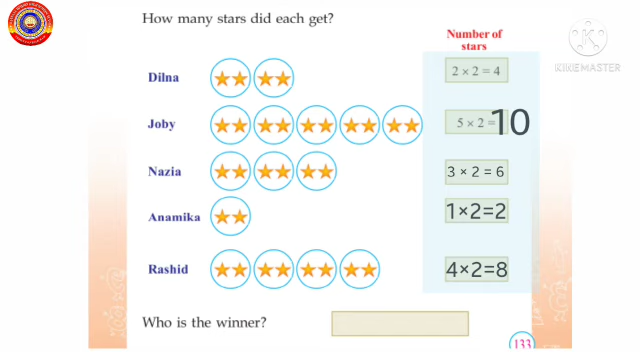 How many stars did each get?
Number of
stars
Dilna 2 × 2 = 4
Joby 5 × 2 = 10
Nazia 3 × 2 = 6
Anamika 1×2=2
Rashid 4×2=8
Who is the winner?
133
K
KINEMASTER